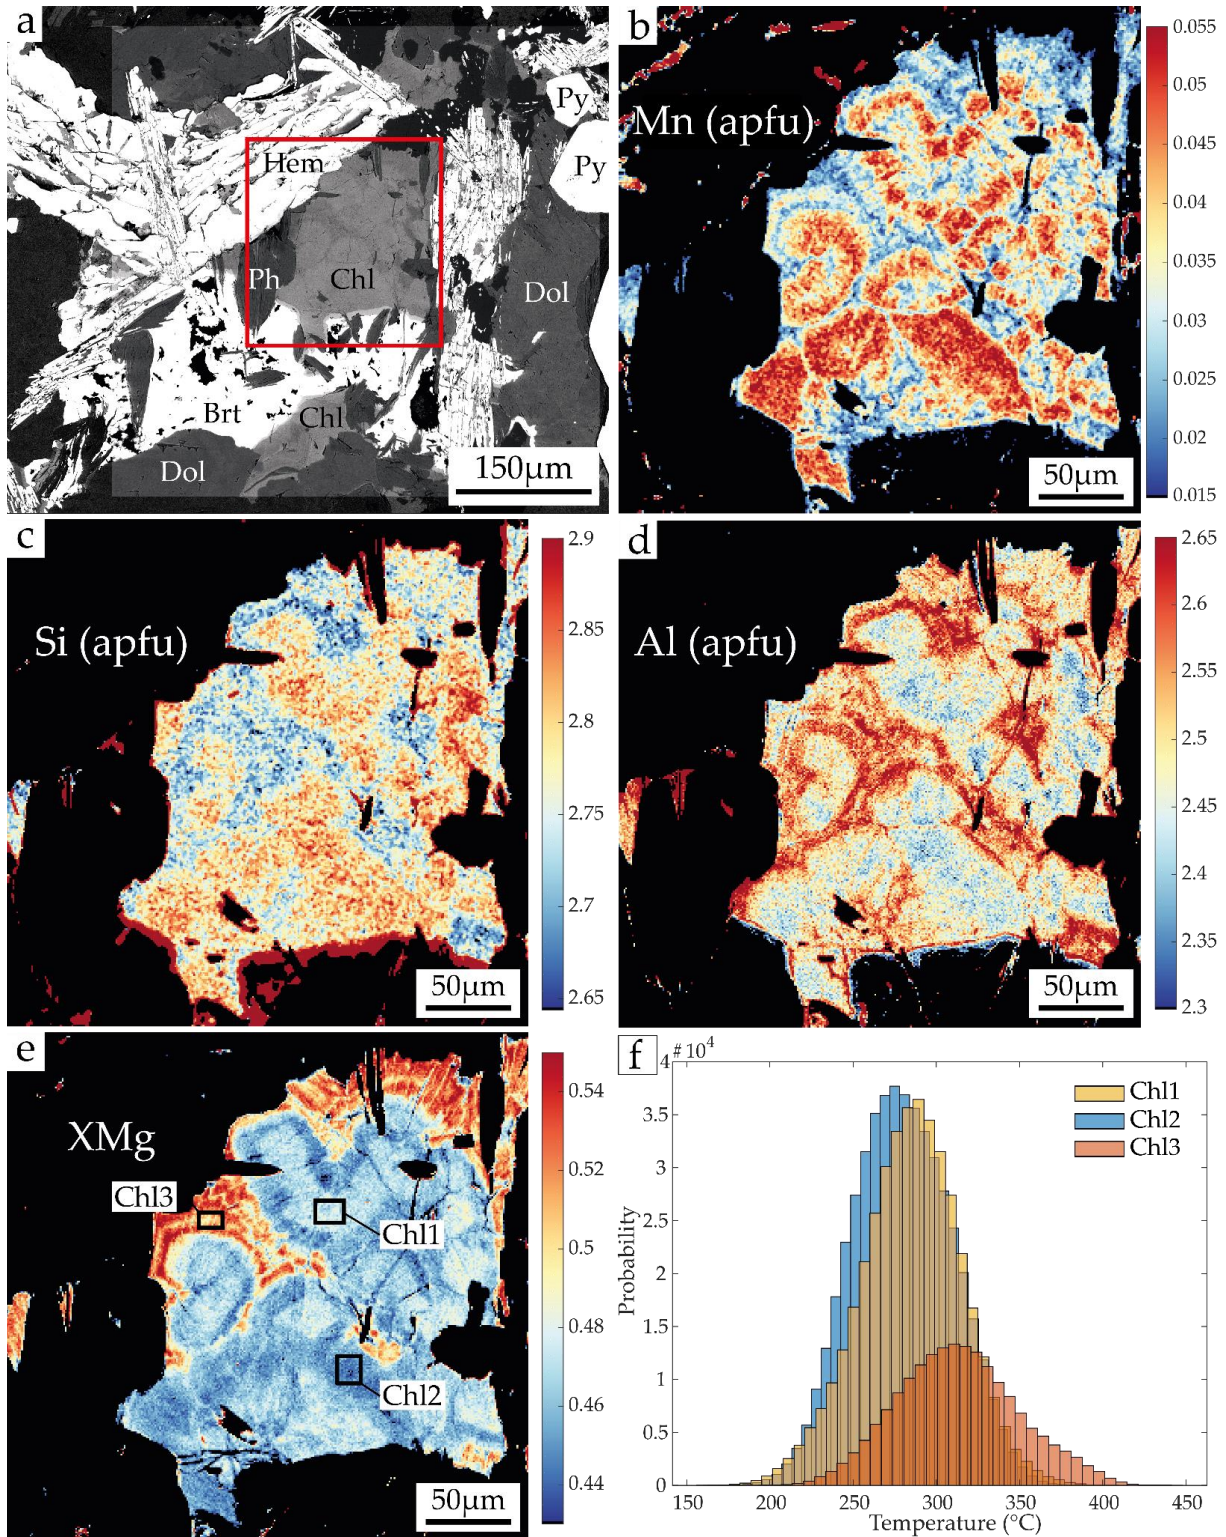 a
Py
Hem
Py
Ph
Chl
Dol
Brt
Chl
Dol
150µm
b
Mn (apfu)
50µm
0.055
0.05
0.045
0.04
0.035
0.03
0.025
0.02
0.015
c
Si (apfu)
50µm
2.9
2.85
2.8
2.75
2.7
2.65
d
Al (apfu)
50µm
2.65
2.6
2.55
2.5
2.45
2.4
2.35
2.3
e
XMg
Chl3
Chl1
Chl2
50µm
0.54
0.52
0.5
0.48
0.46
0.44
f
4 # 10⁴
3.5
3
2.5
2
1.5
1
0.5
0
Probability
Chl1
Chl2
Chl3
150 200 250 300 350 400 450
Temperature (°C)